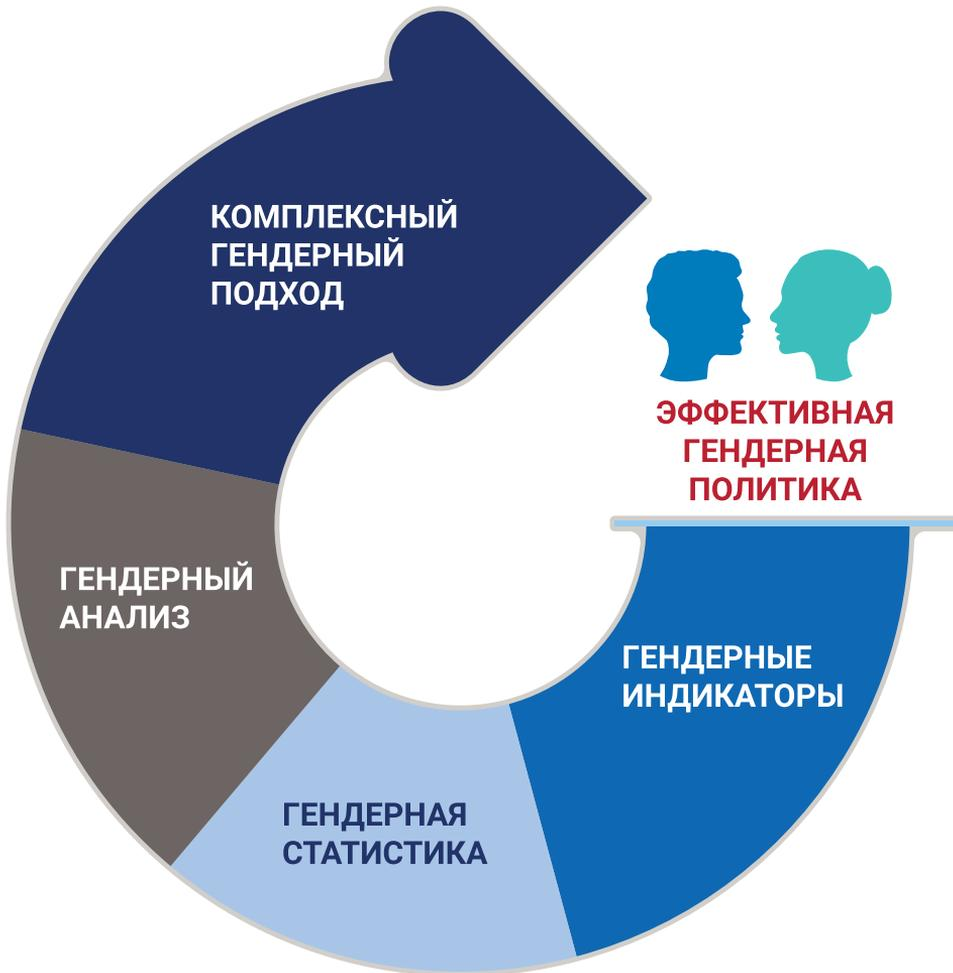 КОМПЛЕКСНЫЙ
ГЕНДЕРНЫЙ
ПОДХОД
ЭФФЕКТИВНАЯ
ГЕНДЕРНАЯ
ПОЛИТИКА
ГЕНДЕРНЫЙ
АНАЛИЗ
ГЕНДЕРНЫЕ
ИНДИКАТОРЫ
ГЕНДЕРНАЯ
СТАТИСТИКА